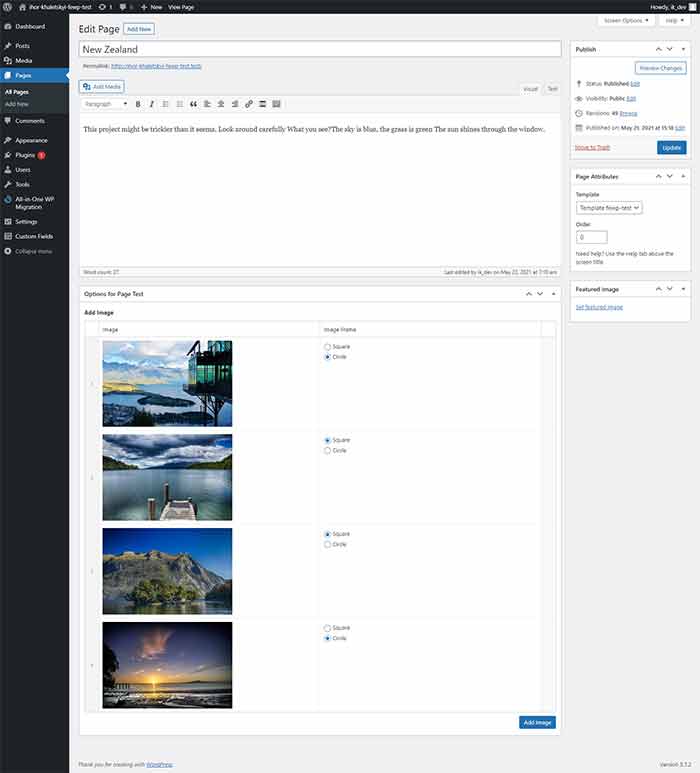 ihor-khaletskyi-fewp-test 1 0 New View Page
Howdy, ik_dev
Dashboard
Posts
Media
Pages
All Pages
Add New
Comments
Appearance
Plugins 1
Users
Tools
All-in-One WP
Migration
Settings
Custom Fields
Collapse menu
Screen Options
Help
Edit Page
Add New
New Zealand
Permalink: http://ihor-khaletskyi-fewp-test.test/
Add Media
Visual
Text
Paragraph
This project might be trickier than it seems. Look around carefully What you see?The sky is blue, the grass is green The sun shines through the window.
Word count: 27
Last edited by ik_dev on May 23, 2021 at 7:10 am
Options for Page Test
Add Image
Image
Image Frame
1
Square
Circle
2
Square
Circle
3
Square
Circle
4
Square
Circle
Add Image
Publish
Preview Changes
Status: Published Edit
Visibility: Public Edit
Revisions: 49 Browse
Published on: May 21, 2021 at 15:18 Edit
Move to Trash
Update
Page Attributes
Template
Template fewp-test
Order
0
Need help? Use the Help tab above the
screen title.
Featured image
Set featured image
Thank you for creating with WordPress.
Version 5.7.2